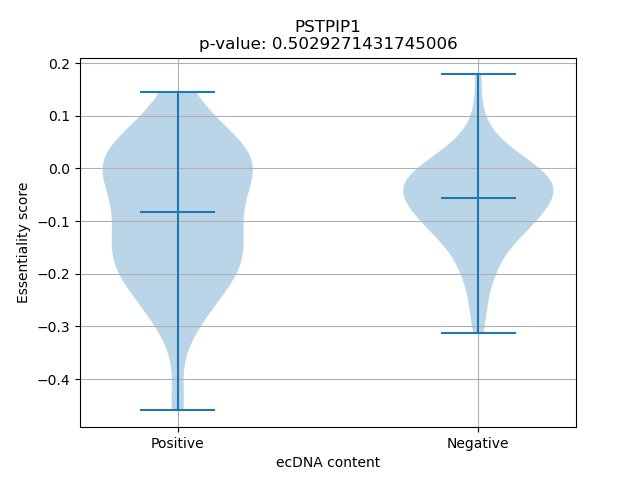 PSTPIP1
p-value: 0.5029271431745006
0.2
0.1
0.0
−0.1
−0.2
−0.3
−0.4
Essentiality score
Positive
Negative
ecDNA content